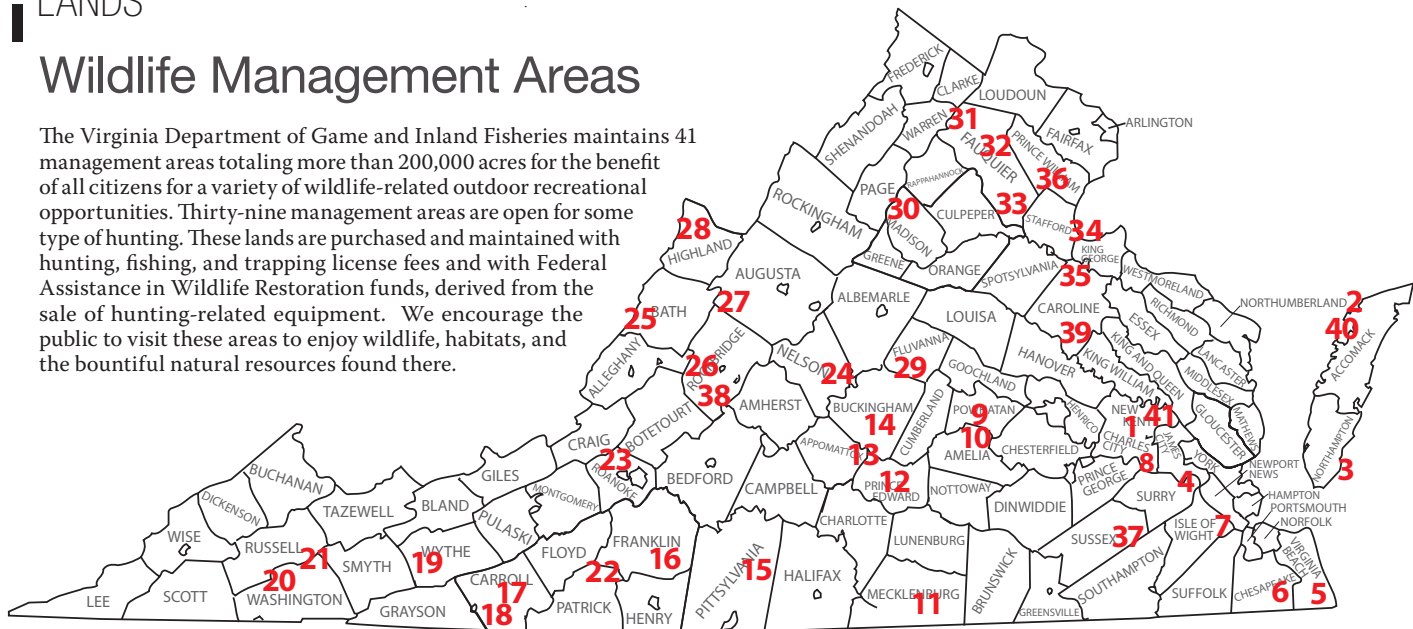 LANDS
Wildlife Management Areas
The Virginia Department of Game and Inland Fisheries maintains 41
management areas totaling more than 200,000 acres for the benefit
of all citizens for a variety of wildlife-related outdoor recreational
opportunities. Thirty-nine management areas are open for some
type of hunting. These lands are purchased and maintained with
hunting, fishing, and trapping license fees and with Federal
Assistance in Wildlife Restoration funds, derived from the
sale of hunting-related equipment. We encourage the
public to visit these areas to enjoy wildlife, habitats, and
the bountiful natural resources found there.
FREDERICK
CLARKE
LOUDOUN
SHENANDOAH
WARREN
31
FAUQUIER
32
PRINCE WILLIAM
36
FAIRFAX
ARLINGTON
PAGE
RAPPAHANNOCK
30
MADISON
CULPEPER
33
STAFFORD
34
KING
GEORGE
ROCKINGHAM
28
HIGHLAND
GREENE
ORANGE
SPOTSYLVANIA
35
WESTMORELAND
AUGUSTA
27
ALBEMARLE
LOUISA
CAROLINE
39
RICHMOND
ESSEX
NORTHUMBERLAND
2
40
ACCOMACK
25
BATH
ALLEGHANY
26
ROCKBRIDGE
38
NELSON
24
FLUVANNA
29
GOOCHLAND
HANOVER
KING WILLIAM
KING AND QUEEN
LANCASTER
MIDDLESEX
AMHERST
BUCKINGHAM
14
CUMBERLAND
POWHATAN
9
10
AMELIA
HENRICO
NEW
KENT
1
41
CHARLES
CITY
JAMES
CITY
GLOUCESTER
MATHEWS
NORTHAMPTON
3
CRAIG
BOTETOURT
23
ROANOKE
APPOMATTOX
13
12
PRINCE
EDWARD
NOTTOWAY
CHESTERFIELD
PRINCE
GEORGE
8
YORK
4
SURRY
NEWPORT
NEWS
HAMPTON
PORTSMOUTH
NORFOLK
BUCHANAN
DICKENSON
GILES
MONTGOMERY
BEDFORD
CAMPBELL
WISE
TAZEWELL
BLAND
PULASKI
CHARLOTTE
LUNENBURG
DINWIDDIE
SUSSEX
37
ISLE OF
WIGHT
7
VIRGINIA
BEACH
RUSSELL
21
20
SMYTH
WYTHE
19
FLOYD
FRANKLIN
16
22
PITTSYLVANIA
15
HALIFAX
MECKLENBURG
11
BRUNSWICK
GREENSVILLE
SOUTHAMPTON
SUFFOLK
CHESAPEAKE
6
5
LEE
SCOTT
WASHINGTON
GRAYSON
CARROLL
17
18
PATRICK
HENRY